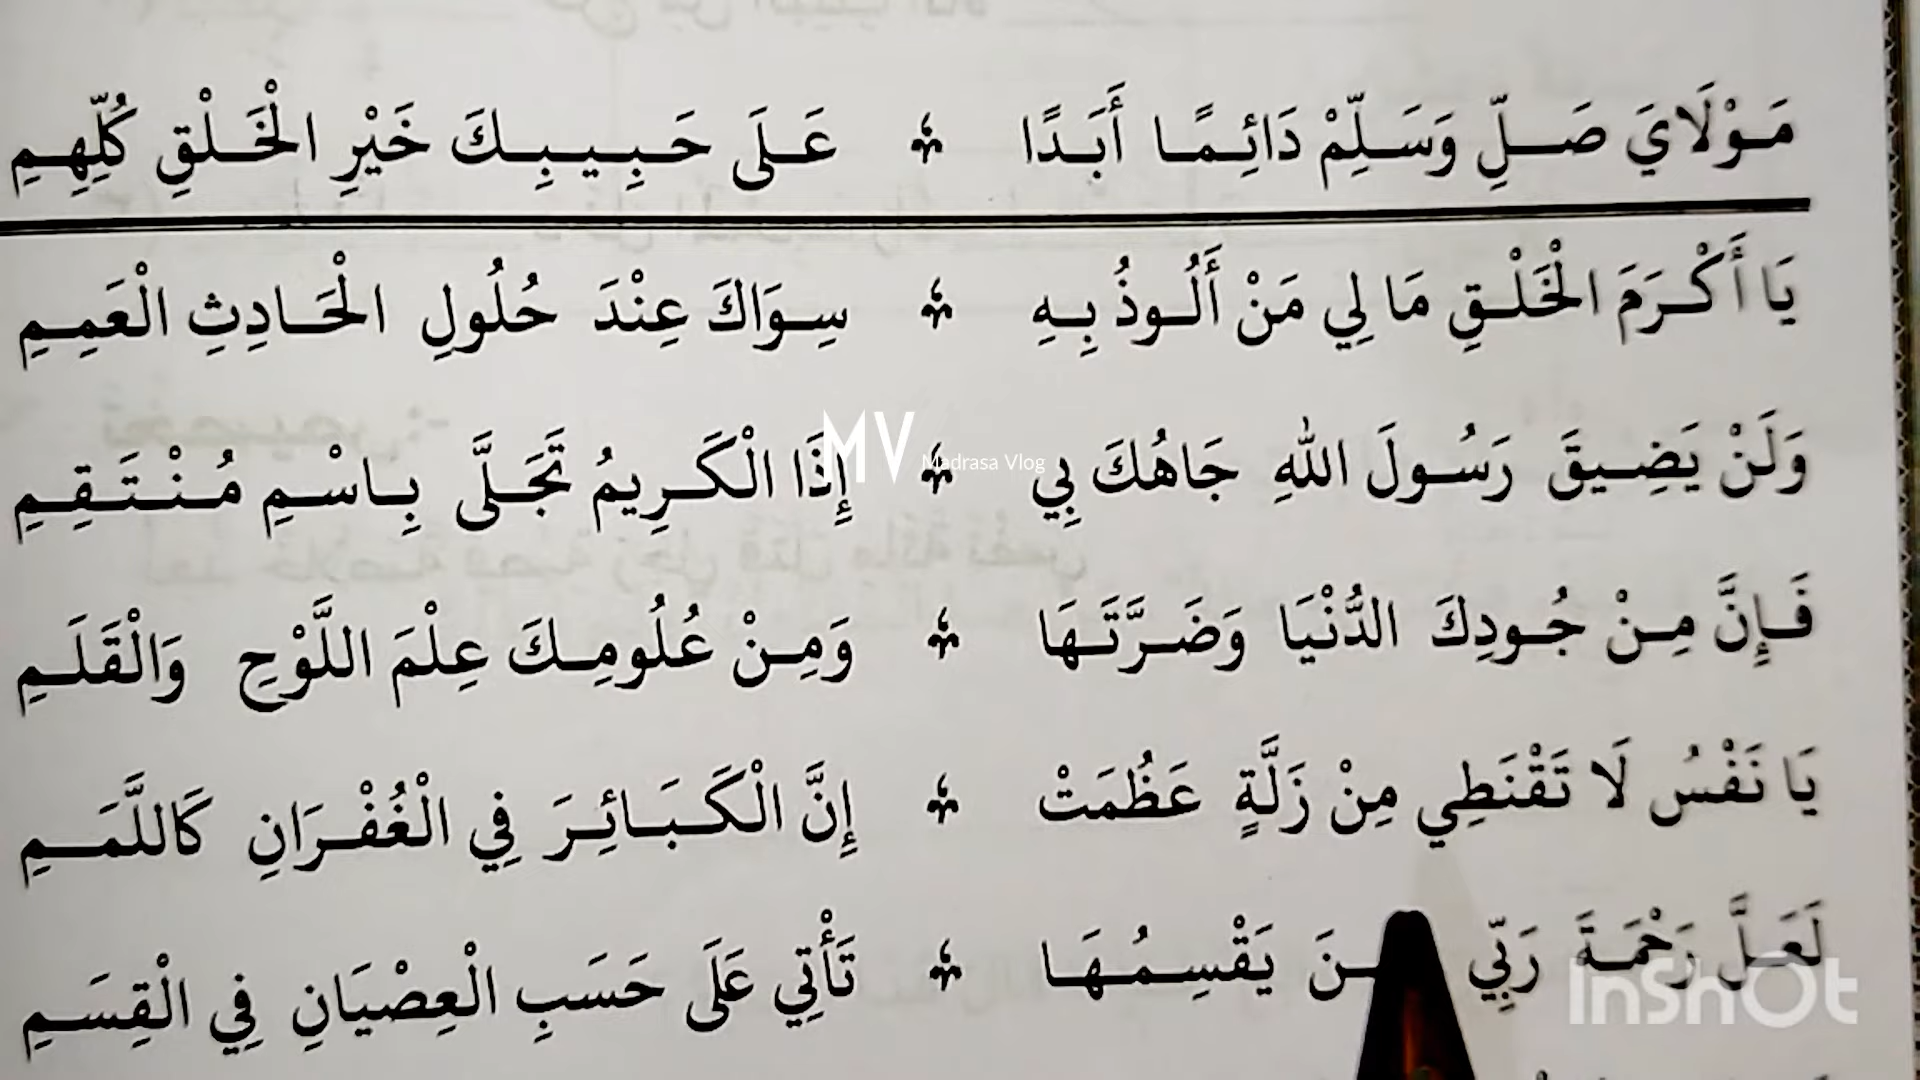 مَوْلَايَ صَلِّ وَسَلِّمْ دَائِمًا أَبَدًا عَلَى حَبِيبِكَ خَيْرِ الْخَلْقِ كُلِّهِمِ
يَا أَكْرَمَ الْخَلْقِ مَا لِي مَنْ أَلُوذُ بِهِ سِوَاكَ عِنْدَ حُلُولِ الْحَادِثِ الْعَمِمِ
وَلَنْ يَضِيقَ رَسُولَ اللهِ جَاهُكَ بِي إِذَا الْكَرِيمُ تَجَلَّى بِاسْمِ مُنْتَقِمِ
MV Madrasa Vlog
فَإِنَّ مِنْ جُودِكَ الدُّنْيَا وَضَرَّتَهَا وَمِنْ عُلُومِكَ عِلْمَ اللَّوْحِ وَالْقَلَمِ
يَا نَفْسُ لَا تَقْنَطِي مِنْ زَلَّةٍ عَظُمَتْ إِنَّ الْكَبَائِرَ فِي الْغُفْرَانِ كَاللَّمَمِ
لَعَلَّ رَحْمَةَ رَبِّي يَقْسِمُهَا تَأْتِي عَلَى حَسَبِ الْعِصْيَانِ فِي الْقِسَمِ
InShOt